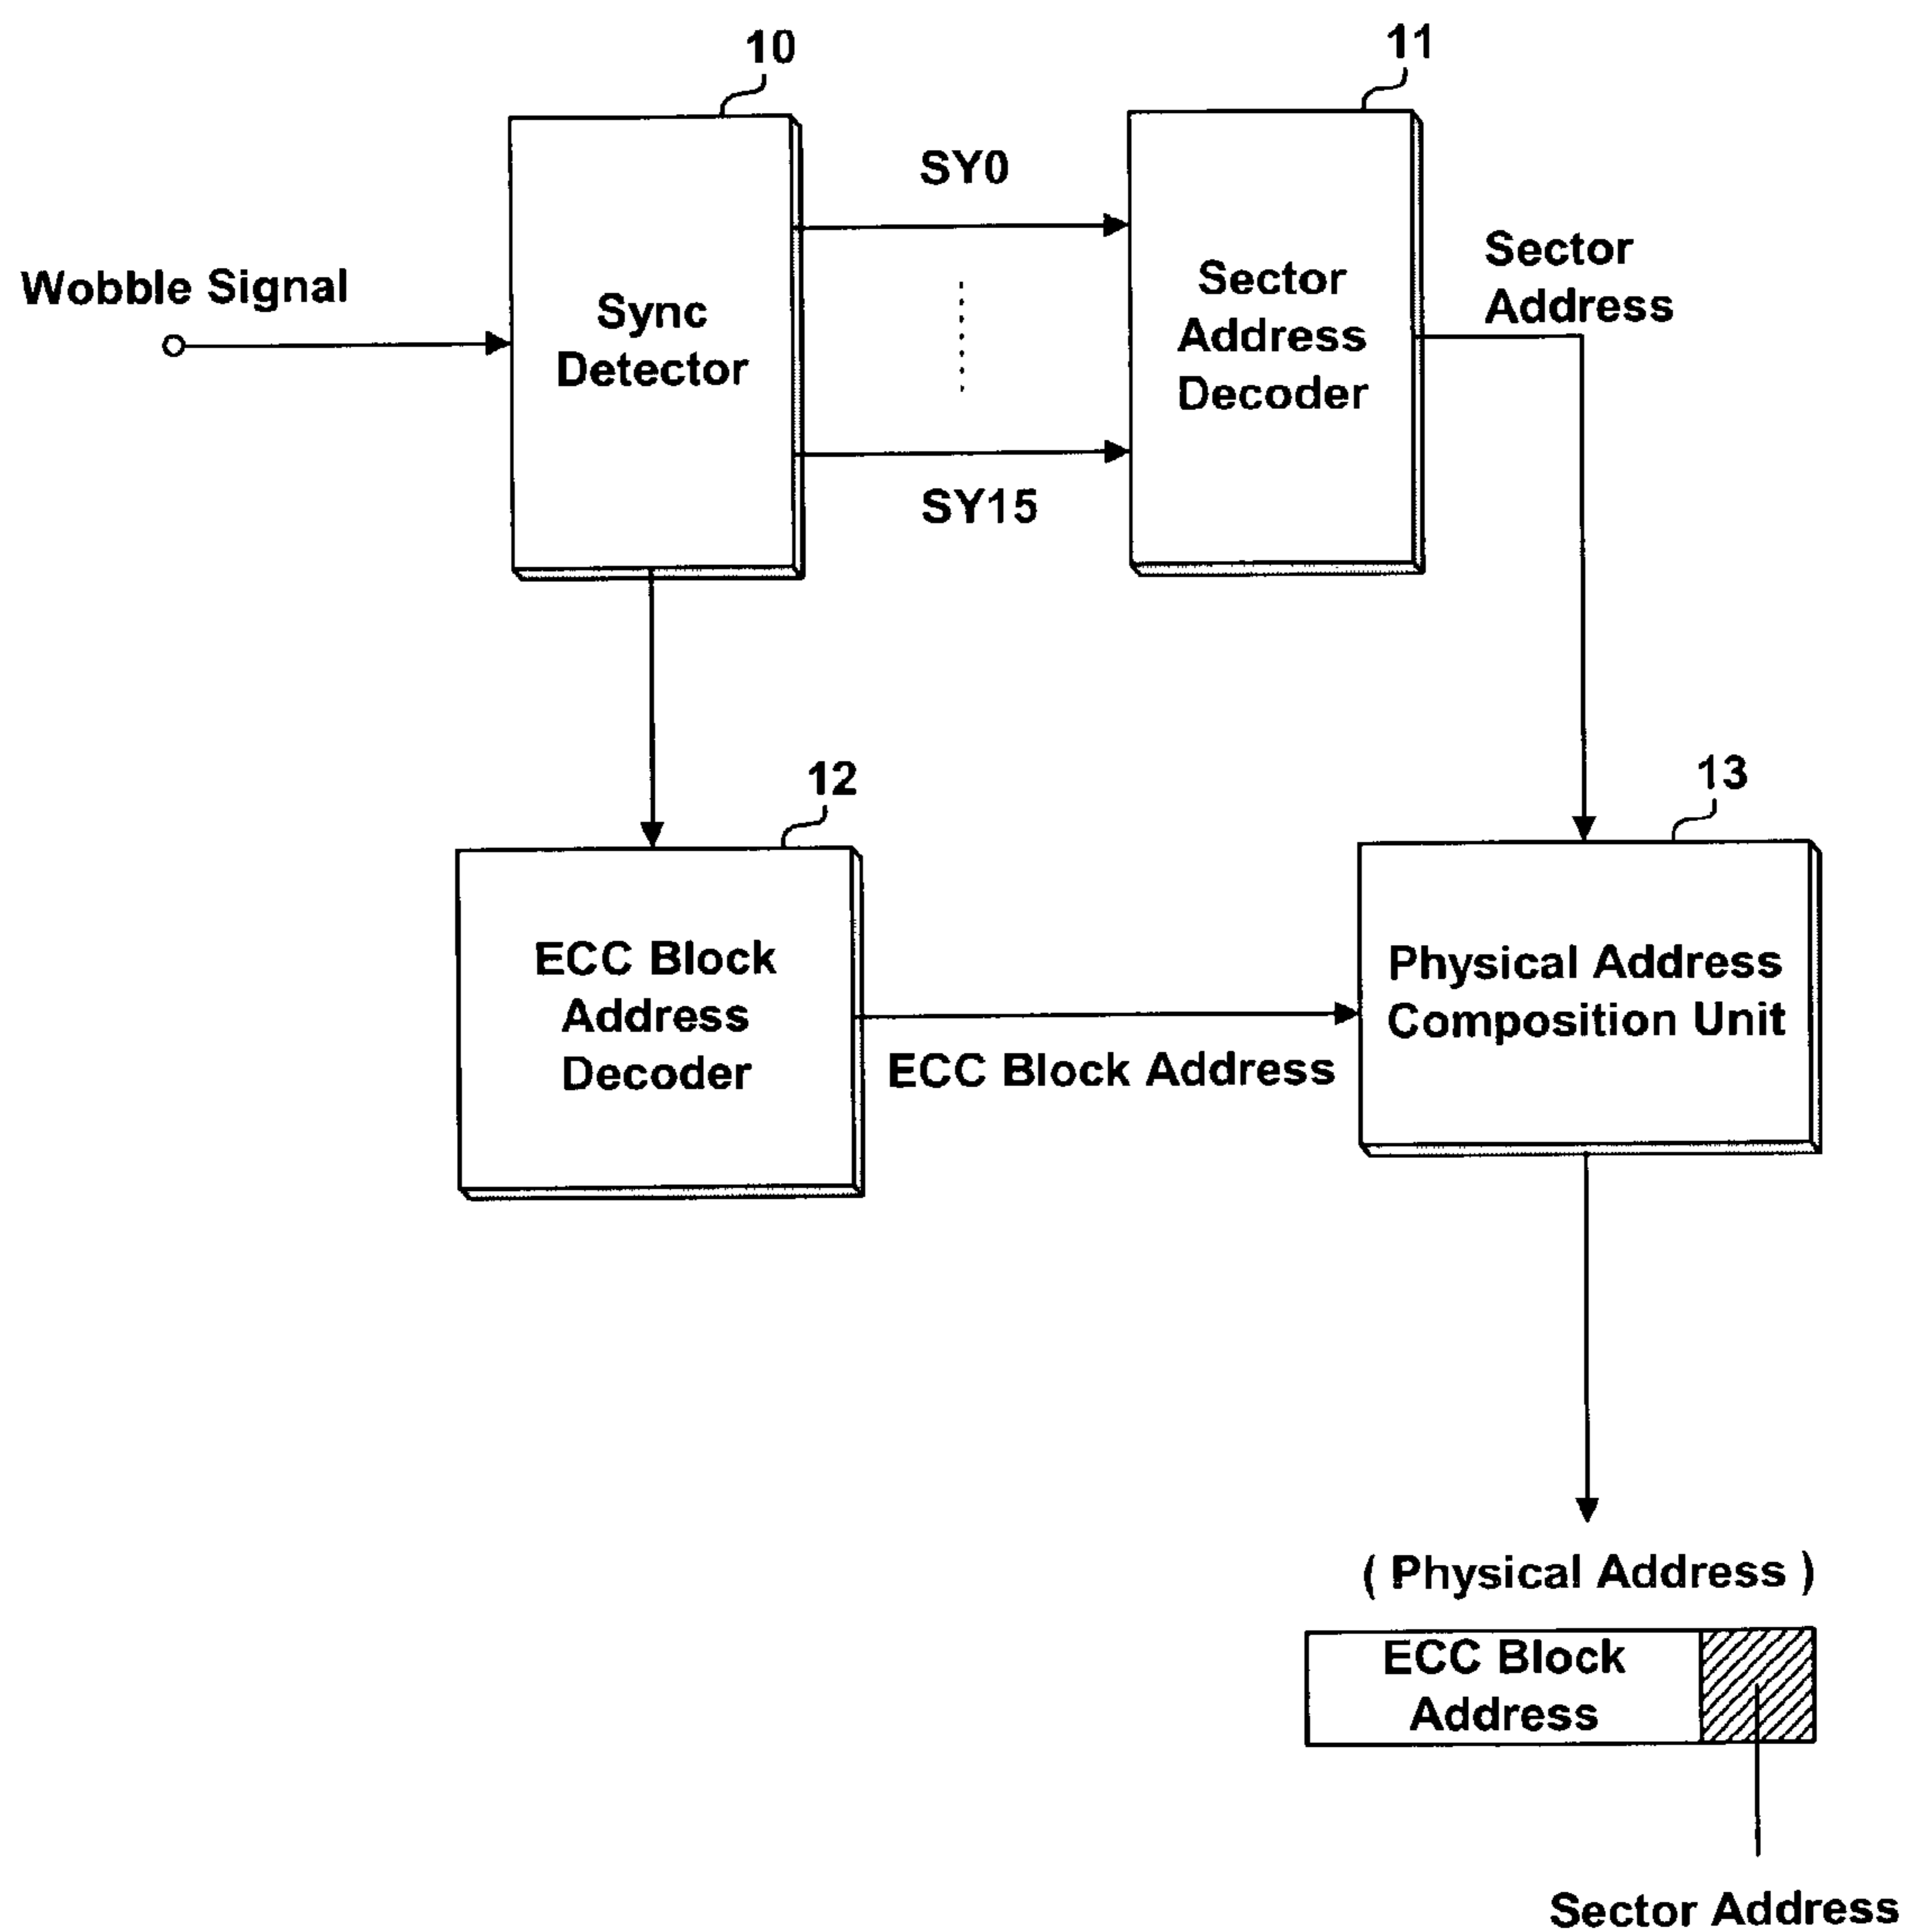 10
11
SY0
Wobble Signal
Sync
Detector
Sector
Address
Decoder
Sector
Address
SY15
12
13
ECC Block
Address
Decoder
ECC Block Address
Physical Address
Composition Unit
( Physical Address )
ECC Block
Address
Sector Address